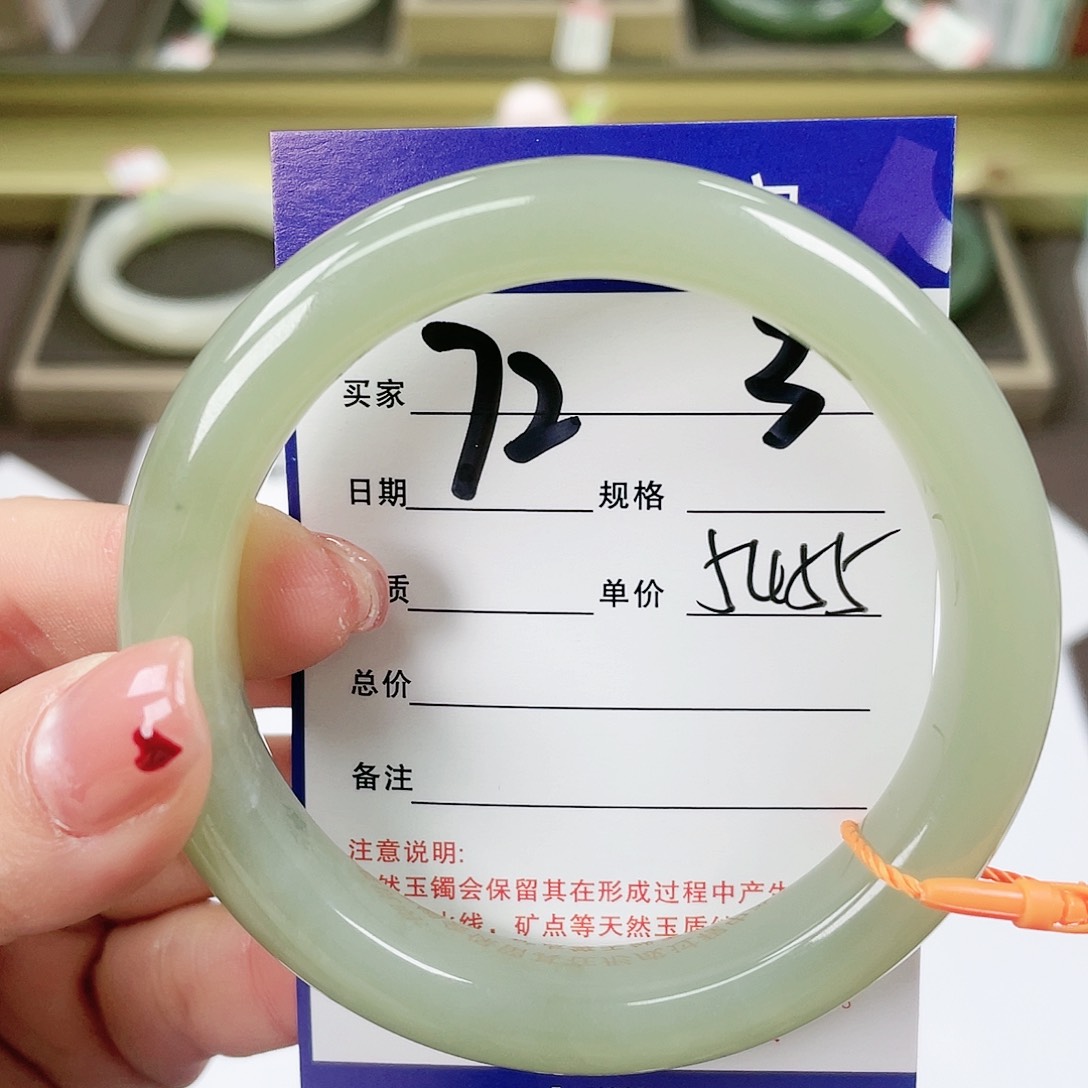 买家 72 3
日期 规格
质 单价 5485
总价
备注
注意说明:
然玉镯会保留其在形成过程中产生
水线，矿点等天然玉质